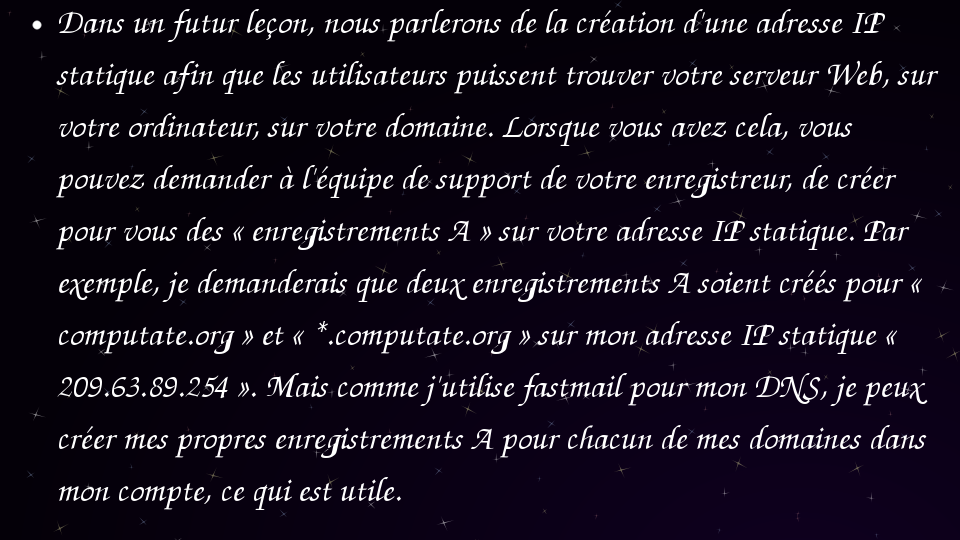 • Dans un futur leçon, nous parlerons de la création d'une adresse IP
statique afin que les utilisateurs puissent trouver votre serveur Web, sur
votre ordinateur, sur votre domaine. Lorsque vous avez cela, vous
pouvez demander à l'équipe de support de votre enregistreur, de créer
pour vous des « enregistrements A » sur votre adresse IP statique. Par
exemple, je demanderais que deux enregistrements A soient créés pour «
computate.org » et « *.computate.org » sur mon adresse IP statique «
209.63.89.254 ». Mais comme j'utilise fastmail pour mon DNS, je peux
créer mes propres enregistrements A pour chacun de mes domaines dans
mon compte, ce qui est utile.